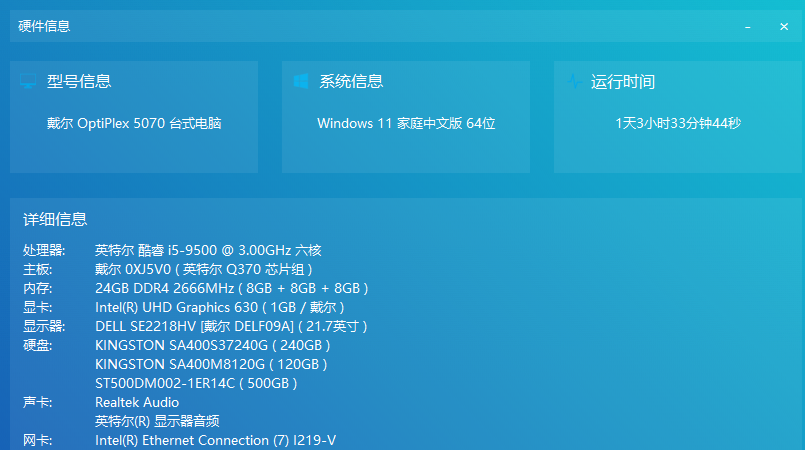 硬件信息
型号信息
系统信息
运行时间
戴尔 OptiPlex 5070 台式电脑
Windows 11 家庭中文版 64位
1天3小时33分钟44秒
详细信息
处理器: 英特尔 酷睿 i5-9500 @ 3.00GHz 六核
主板: 戴尔 0XJ5V0 ( 英特尔 Q370 芯片组 )
内存: 24GB DDR4 2666MHz ( 8GB + 8GB + 8GB )
显卡: Intel(R) UHD Graphics 630 ( 1GB / 戴尔 )
显示器: DELL SE2218HV [戴尔 DELF09A] ( 21.7英寸 )
硬盘: KINGSTON SA400S37240G ( 240GB )
KINGSTON SA400M8120G ( 120GB )
ST500DM002-1ER14C ( 500GB )
声卡: Realtek Audio
英特尔(R) 显示器音频
网卡: Intel(R) Ethernet Connection (7) I219-V